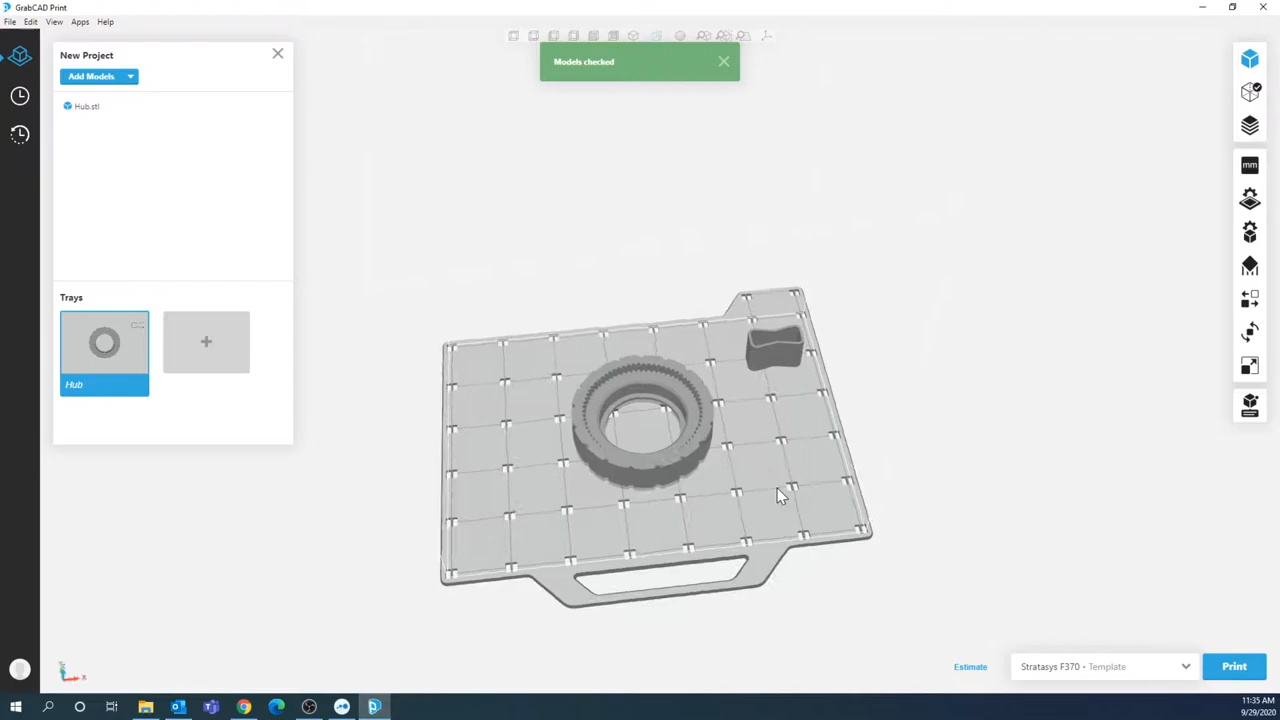 GrabCAD Print
File Edit View Apps Help
New Project
Add Models
Hub.stl
Trays
Hub
Models checked
mm
Estimate
Stratasys F370 • Template
Print
11:35 AM
9/29/2020